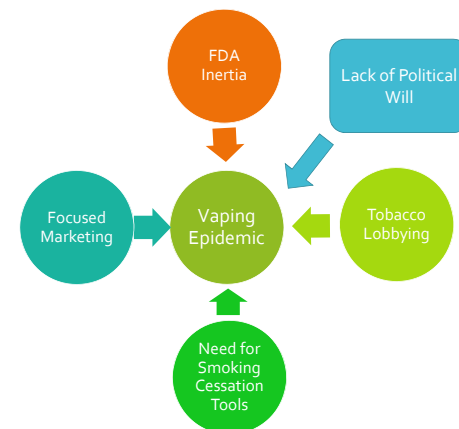 FDA
Inertia
Lack of Political
Will
Focused
Marketing
Vaping
Epidemic
Tobacco
Lobbying
Need for
Smoking
Cessation
Tools